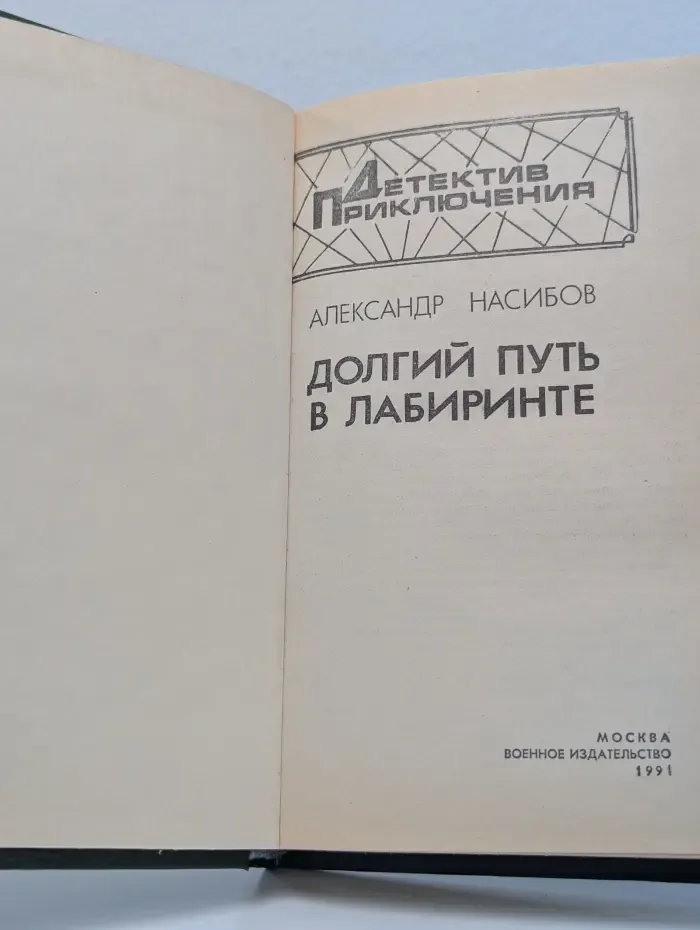 ДЕТЕКТИВ
ПРИКЛЮЧЕНИЯ
АЛЕКСАНДР НАСИБОВ
ДОЛГИЙ ПУТЬ
В ЛАБИРИНТЕ
МОСКВА
ВОЕННОЕ ИЗДАТЕЛЬСТВО
1991